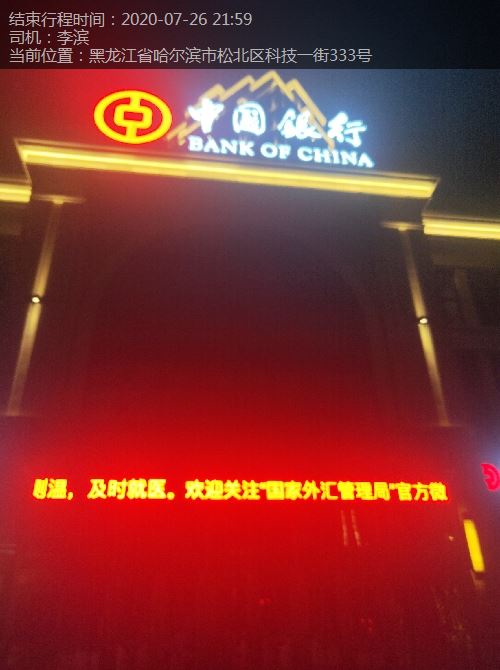 结束行程时间：2020-07-26 21:59
司机：李滨
当前位置：黑龙江省哈尔滨市松北区科技一街333号
中国银行
BANK OF CHINA
温，及时就医。欢迎关注"国家外汇管理局"官方微